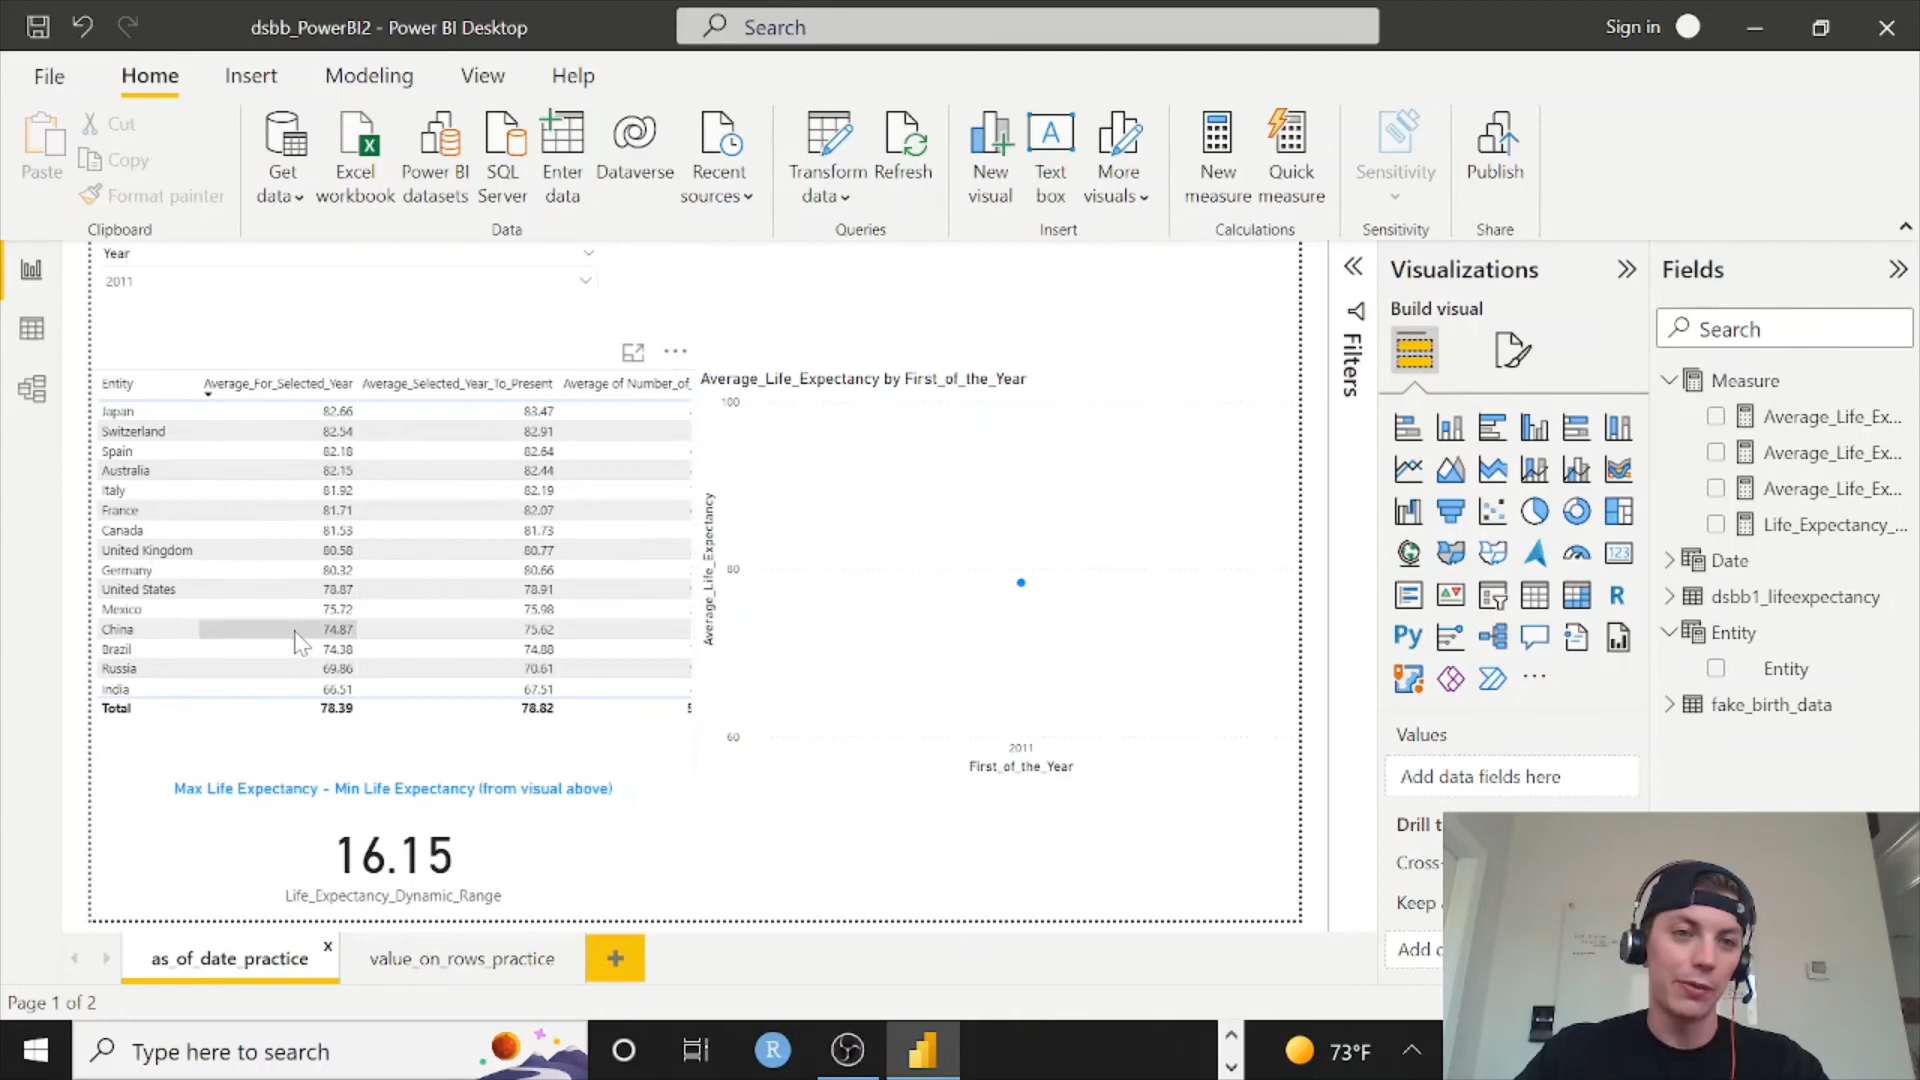 dsbb_PowerBI2 - Power BI Desktop
Search
Sign in
File
Home
Insert
Modeling
View
Help
Paste
Cut
Copy
Format painter
Clipboard
Get data
Excel workbook
Power BI datasets
SQL Server
Enter data
Dataverse
Recent sources
Data
Transform data
Refresh
Queries
New visual
Text box
More visuals
Insert
New measure
Quick measure
Calculations
Sensitivity
Sensitivity
Publish
Share
Year
2011
Entity Average_For_Selected_Year Average_Selected_Year_To_Present Average of Number_of_
Japan 82.66 83.47
Switzerland 82.54 82.91
Spain 82.18 82.64
Australia 82.15 82.44
Italy 81.92 82.19
France 81.71 82.07
Canada 81.53 81.73
United Kingdom 80.58 80.77
Germany 80.32 80.66
United States 78.87 78.91
Mexico 75.72 75.98
China 74.87 75.62
Brazil 74.38 74.88
Russia 69.86 70.61
India 66.51 67.51
Total 78.39 78.82
Average_Life_Expectancy by First_of_the_Year
100
80
60
Average_Life_Expectancy
2011
First_of_the_Year
Max Life Expectancy - Min Life Expectancy (from visual above)
16.15
Life_Expectancy_Dynamic_Range
Filters
Visualizations
Build visual
123
R
Py
Values
Add data fields here
Drill t
Cross-
Keep
Add
Fields
Search
Measure
Average_Life_Ex...
Average_Life_Ex...
Average_Life_Ex...
Life_Expectancy_...
Date
dsbb1_lifeexpectancy
Entity
Entity
fake_birth_data
as_of_date_practice x
value_on_rows_practice
Page 1 of 2
Type here to search
R
73°F